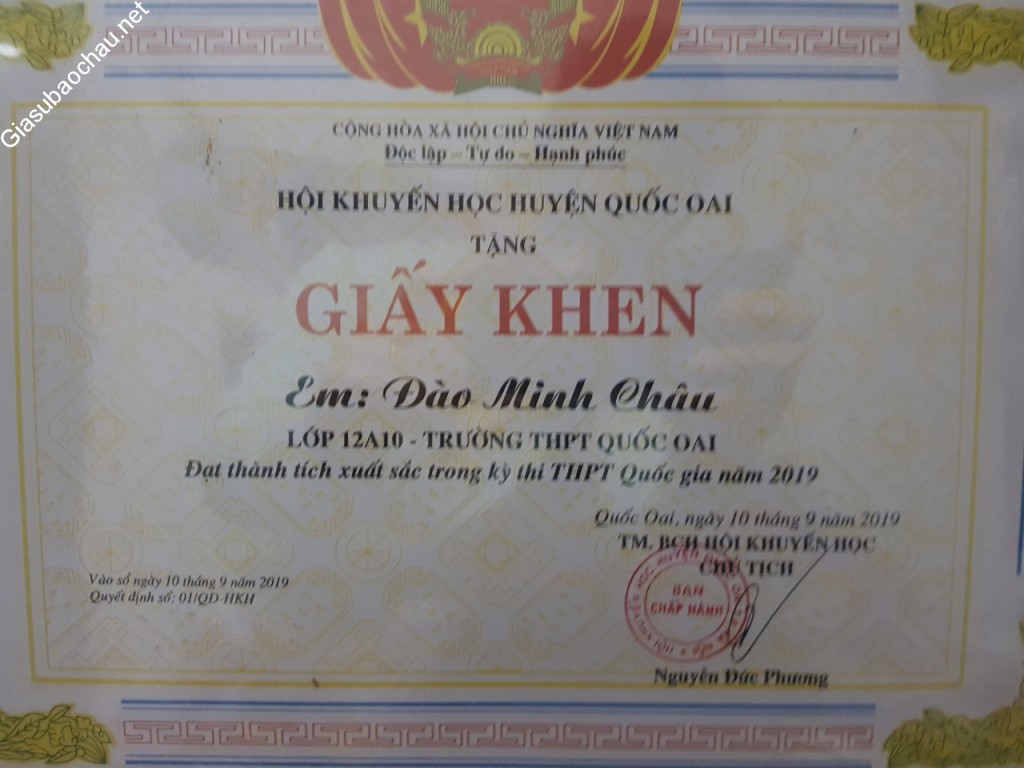 Giasubaochau.net
CỘNG HÒA XÃ HỘI CHỦ NGHĨA VIỆT NAM
Độc lập – Tự do – Hạnh phúc
HỘI KHUYẾN HỌC HUYỆN QUỐC OAI
TẶNG
GIẤY KHEN
Em: Đào Minh Châu
LỚP 12A10 - TRƯỜNG THPT QUỐC OAI
Đạt thành tích xuất sắc trong kỳ thi THPT Quốc gia năm 2019
Quốc Oai, ngày 10 tháng 9 năm 2019
TM. BCH HỘI KHUYẾN HỌC
CHỦ TỊCH
Vào sổ ngày 10 tháng 9 năm 2019
Quyết định số: 01/QĐ-HKH
BAN
CHẤP HÀNH
Nguyễn Đức Phương